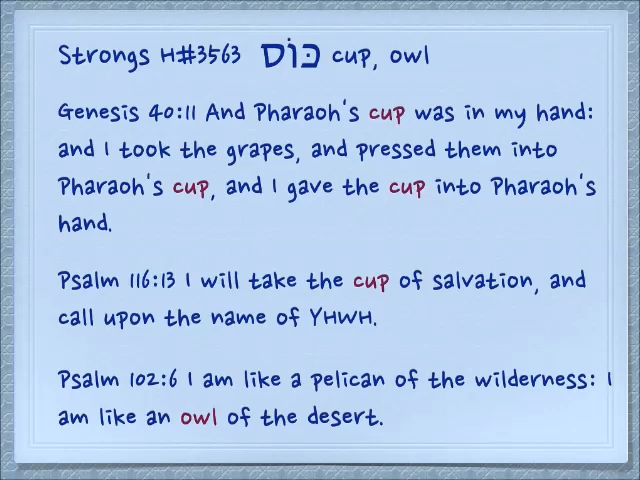 Strongs H#3563 כּוֹס cup, owl
Genesis 40:11 And Pharaoh's cup was in my hand:
and I took the grapes, and pressed them into
Pharaoh's cup, and I gave the cup into Pharaoh's
hand.
Psalm 116:13 I will take the cup of salvation, and
call upon the name of YHWH.
Psalm 102:6 I am like a pelican of the wilderness: I
am like an owl of the desert.